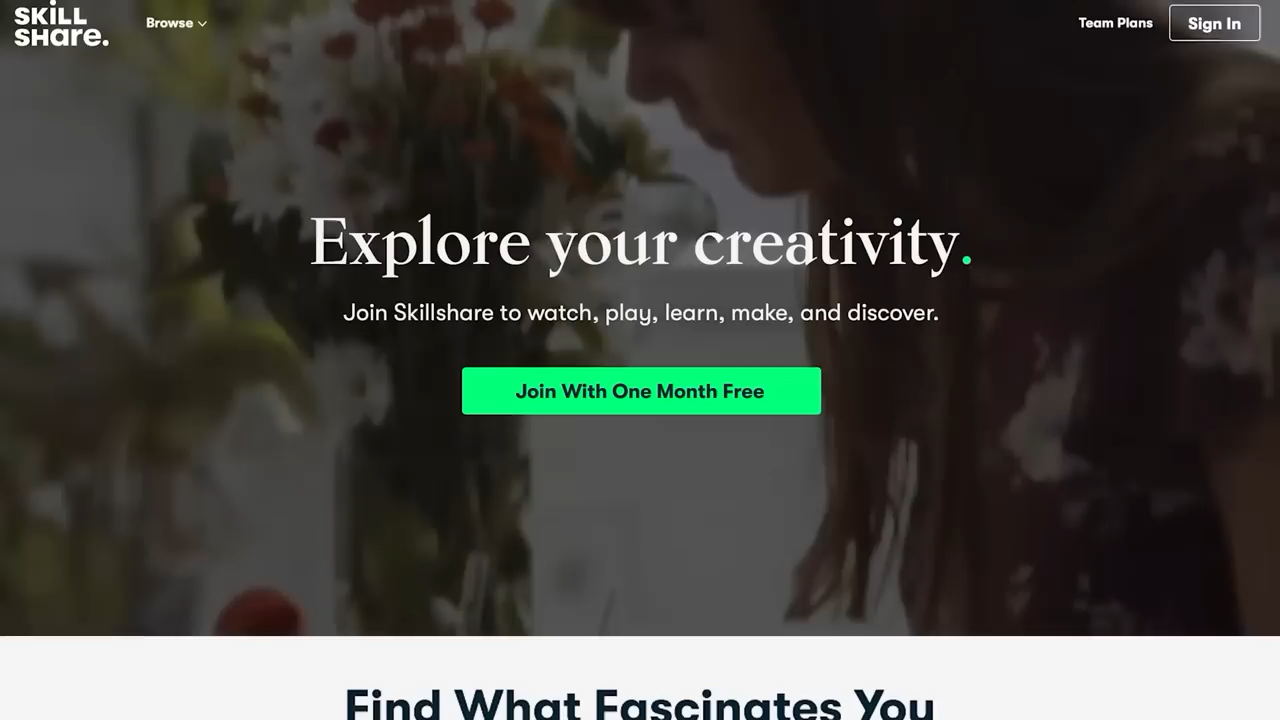 SKiLL
SHare.
Browse
Team Plans
Sign In
Explore your creativity.
Join Skillshare to watch, play, learn, make, and discover.
Join With One Month Free
Find What Fascinates You